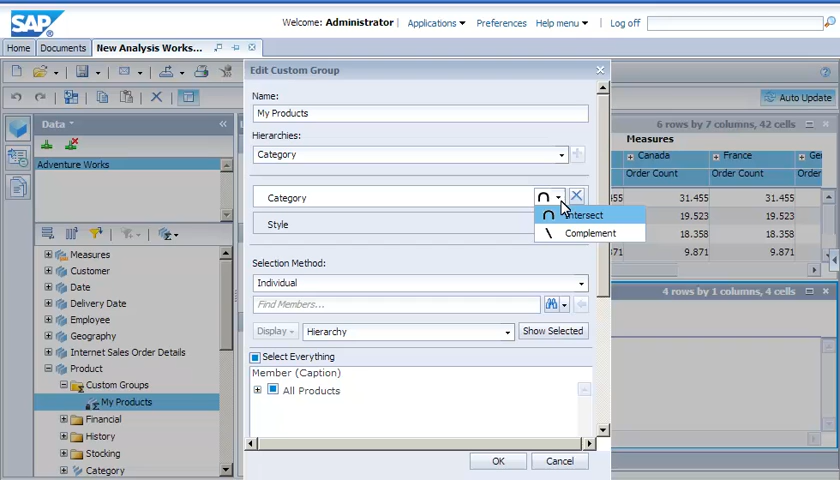 SAP
Welcome: Administrator
Applications
Preferences
Help menu
Log off
Home
Documents
New Analysis Works...
Auto Update
Data
Adventure Works
Measures
Customer
Date
Delivery Date
Employee
Geography
Internet Sales Order Details
Product
Custom Groups
My Products
Financial
History
Stocking
Category
Edit Custom Group
Name:
My Products
Hierarchies:
Category
Category
Intersect
Complement
Style
Selection Method:
Individual
Find Members...
Display
Hierarchy
Show Selected
Select Everything
Member (Caption)
All Products
OK
Cancel
6 rows by 7 columns, 42 cells
Measures
Canada
France
Order Count
Order Count
31.455
31.455
19.523
19.523
18.358
18.358
9.871
9.871
4 rows by 1 columns, 4 cells